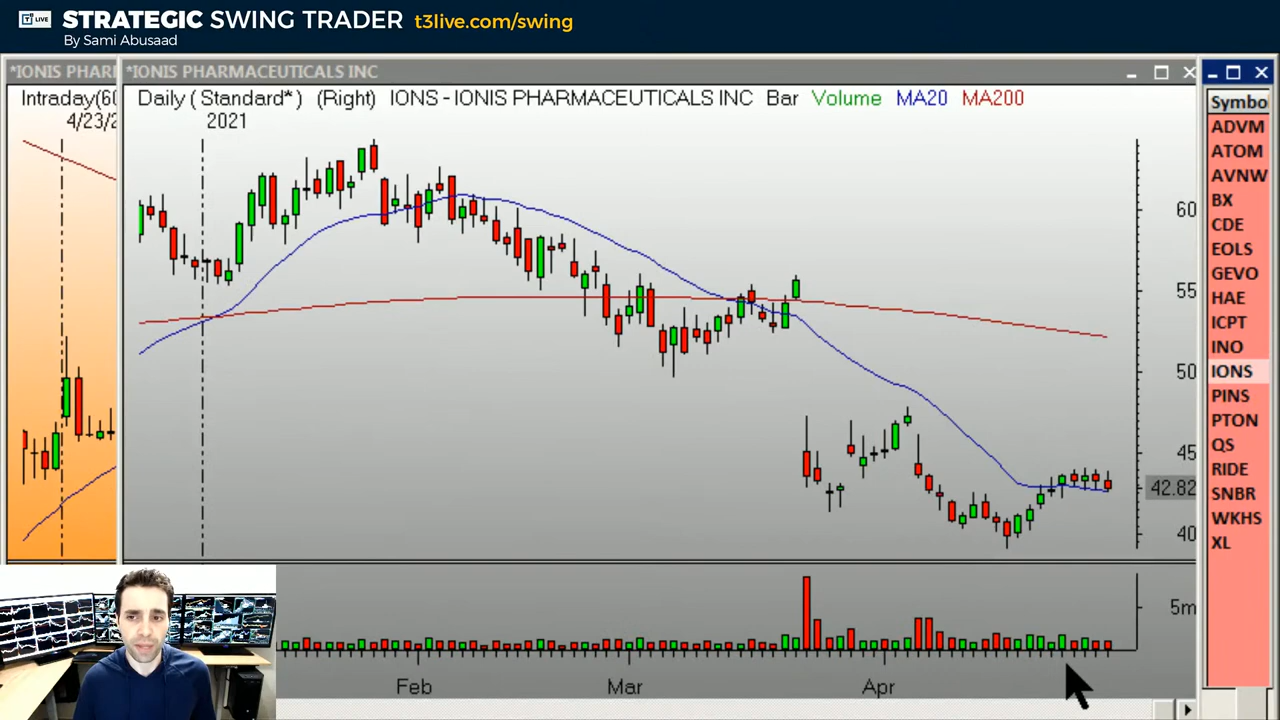 T3 LIVE STRATEGIC SWING TRADER t3live.com/swing
By Sami Abusaad
*IONIS PHAR
*IONIS PHARMACEUTICALS INC
Intraday(60
4/23/2
Daily ( Standard* ) (Right) IONS - IONIS PHARMACEUTICALS INC Bar Volume MA20 MA200
2021
60
55
50
45
42.82
40
5m
Feb Mar Apr
Symbo
ADVM
ATOM
AVNW
BX
CDE
EOLS
GEVO
HAE
ICPT
INO
IONS
PINS
PTON
QS
RIDE
SNBR
WKHS
XL